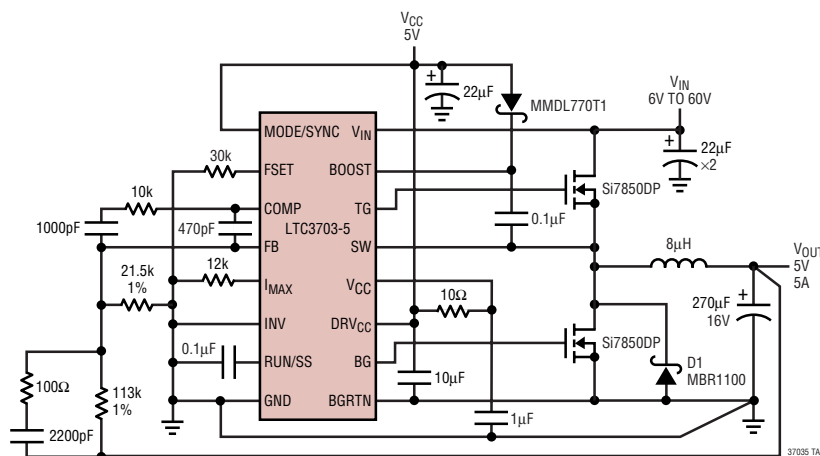 VCC
5V
22μF
MMDL770T1
VIN
6V TO 60V
22μF
×2
MODE/SYNC
FSET
COMP
FB
IMAX
INV
RUN/SS
GND
LTC3703-5
VIN
BOOST
TG
SW
VCC
DRVCC
BG
BGRTN
30k
10k
1000pF
470pF
21.5k
1%
12k
0.1μF
100Ω
113k
1%
2200pF
Si7850DP
0.1μF
8μH
VOUT
5V
5A
10Ω
270μF
16V
Si7850DP
D1
MBR1100
10μF
1μF
37035 TA